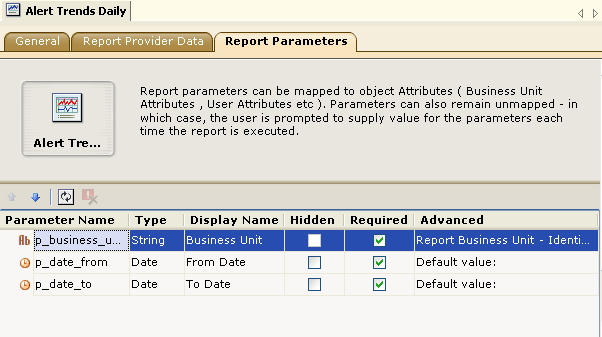 Alert Trends Daily
General Report Provider Data Report Parameters
Report parameters can be mapped to object Attributes ( Business Unit
Attributes , User Attributes etc ). Parameters can also remain unmapped - in
which case, the user is prompted to supply value for the parameters each
time the report is executed.
Alert Tre...
Parameter Name Type Display Name Hidden Required Advanced
Ab p_business_u... String Business Unit Report Business Unit - Identi...
p_date_from Date From Date Default value:
p_date_to Date To Date Default value: